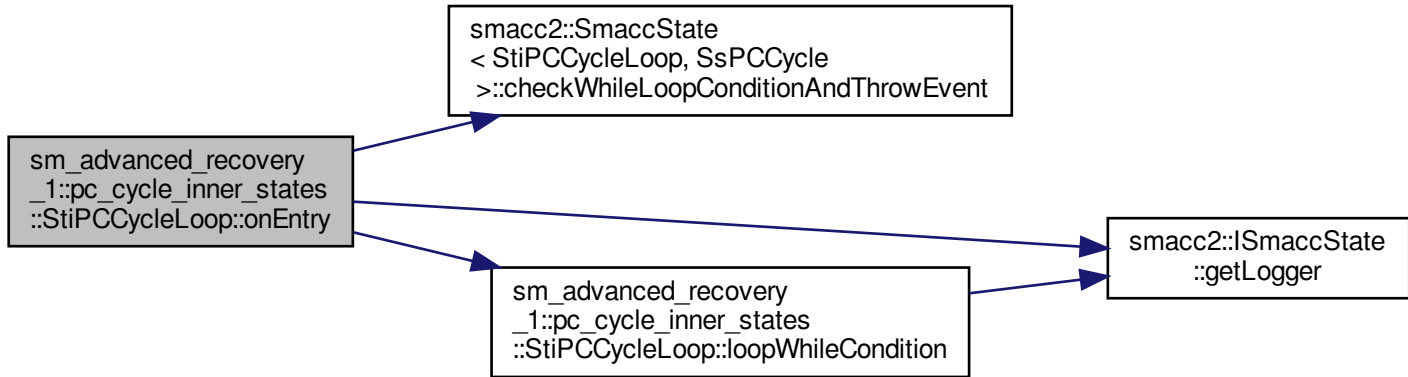 smacc2::SmaccState
< StiPCCycleLoop, SsPCCycle
>::checkWhileLoopConditionAndThrowEvent
sm_advanced_recovery
_1::pc_cycle_inner_states
::StiPCCycleLoop::onEntry
smacc2::ISmaccState
::getLogger
sm_advanced_recovery
_1::pc_cycle_inner_states
::StiPCCycleLoop::loopWhileCondition